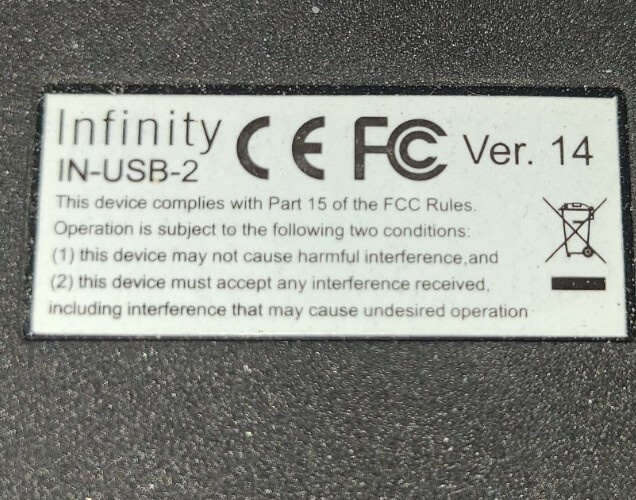 Infinity CE FC Ver. 14
IN-USB-2
This device complies with Part 15 of the FCC Rules.
Operation is subject to the following two conditions:
(1) this device may not cause harmful interference,and
(2) this device must accept any interference received,
including interference that may cause undesired operation